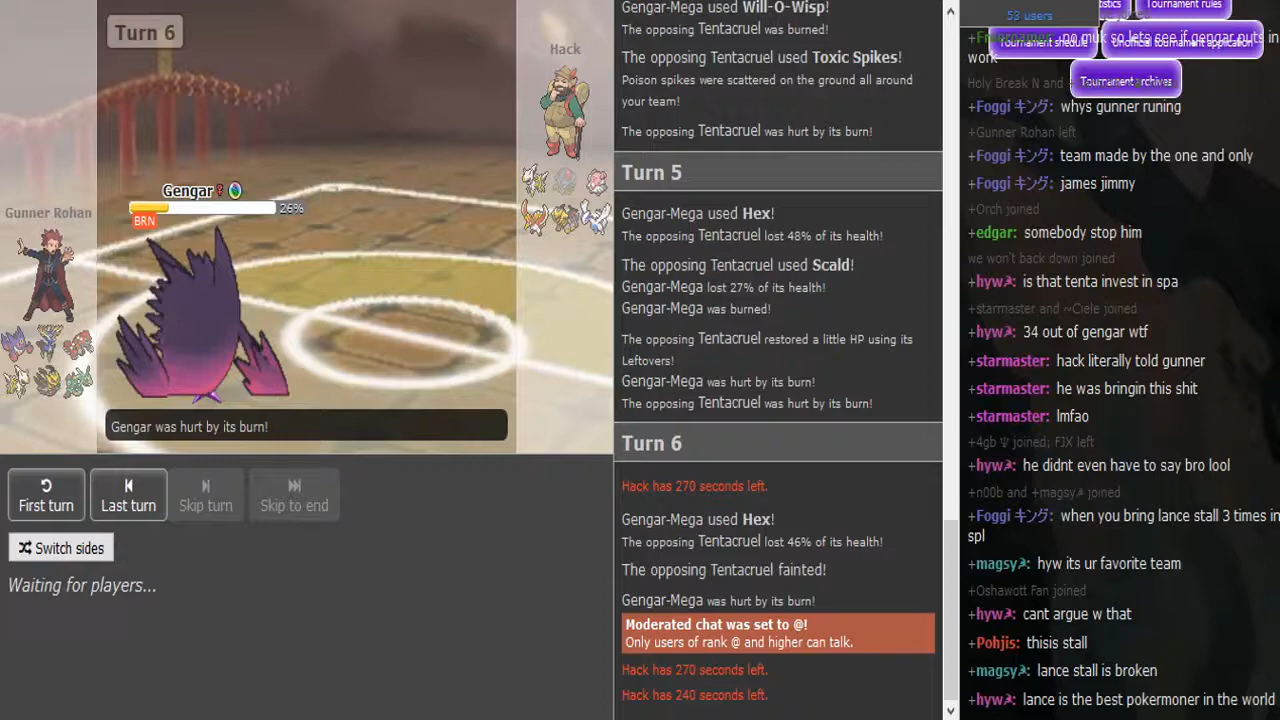 Turn 6
Hack
Gengar
26%
BRN
Gunner Rohan
Gengar was hurt by its burn!
First turn
Last turn
Skip turn
Skip to end
Switch sides
Waiting for players...
Gengar-Mega used Will-O-Wisp!
The opposing Tentacruel was burned!
The opposing Tentacruel used Toxic Spikes!
Poison spikes were scattered on the ground all around
your team!
The opposing Tentacruel was hurt by its burn!
Turn 5
Gengar-Mega used Hex!
The opposing Tentacruel lost 48% of its health!
The opposing Tentacruel used Scald!
Gengar-Mega lost 27% of its health!
Gengar-Mega was burned!
The opposing Tentacruel restored a little HP using its
Leftovers!
Gengar-Mega was hurt by its burn!
The opposing Tentacruel was hurt by its burn!
Turn 6
Hack has 270 seconds left.
Gengar-Mega used Hex!
The opposing Tentacruel lost 46% of its health!
The opposing Tentacruel fainted!
Gengar-Mega was hurt by its burn!
Moderated chat was set to @!
Only users of rank @ and higher can talk.
Hack has 270 seconds left.
Hack has 240 seconds left.
53 users
Tournament rules
no muk so lets see if gengar puts in
work
Tournament shedule
Unofficial tournament application
Tournament archives
Holy Break N and
+Foggi キング: whys gunner runing
+Gunner Rohan left
+Foggi キング: team made by the one and only
+Foggi キング: james jimmy
+Orch joined
+edgar: somebody stop him
we won't back down joined
+hyw☭: is that tenta invest in spa
+starmaster and ~Ciele joined
+hyw☭: 34 out of gengar wtf
+starmaster: hack literally told gunner
+starmaster: he was bringin this shit
+starmaster: lmfao
+4gb Ψ joined; FJX left
+hyw☭: he didnt even have to say bro lool
+n00b and +magsy☭ joined
+Foggi キング: when you bring lance stall 3 times in
spl
+magsy☭: hyw its ur favorite team
+Oshawott Fan joined
+hyw☭: cant argue w that
+Pohjis: thisis stall
+magsy☭: lance stall is broken
+hyw☭: lance is the best pokermoner in the world